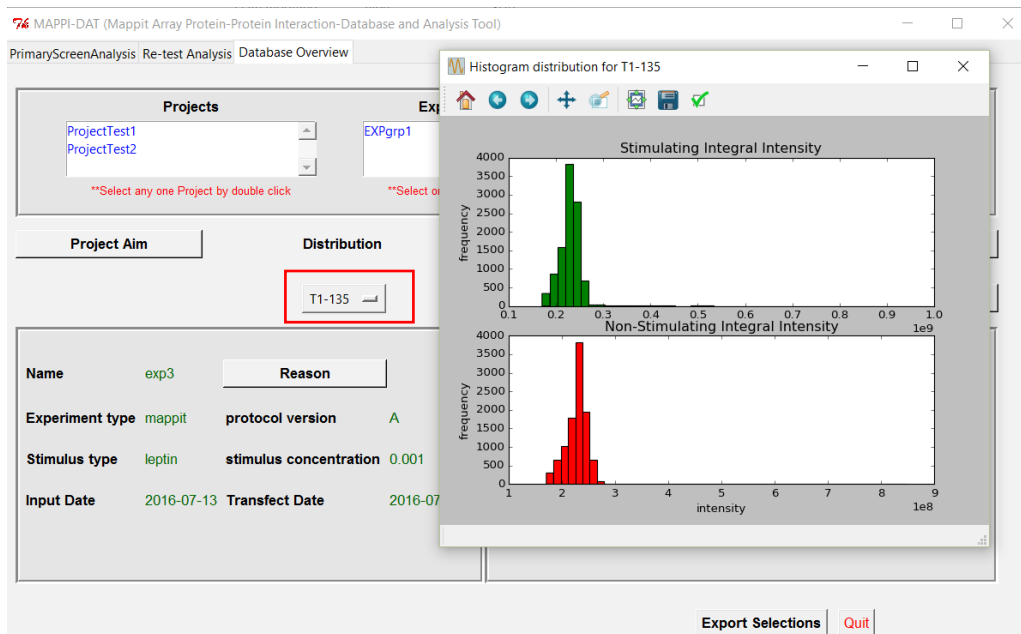 MAPPI-DAT (Mappit Array Protein-Protein Interaction-Database and Analysis Tool)
PrimaryScreenAnalysis Re-test Analysis Database Overview
Projects
ProjectTest1
ProjectTest2
**Select any one Project by double click
Exp
EXPgrp1
**Select o
Project Aim
Distribution
T1-135
Name exp3 Reason
Experiment type mappit protocol version A
Stimulus type leptin stimulus concentration 0.001
Input Date 2016-07-13 Transfect Date 2016-07
Histogram distribution for T1-135
Stimulating Integral Intensity
4000
3500
3000
2500
2000
1500
1000
500
0
frequency
0.1 0.2 0.3 0.4 0.5 0.6 0.7 0.8 0.9 1.0
1e9
Non-Stimulating Integral Intensity
4000
3500
3000
2500
2000
1500
1000
500
0
frequency
1 2 3 4 5 6 7 8 9
intensity 1e8
Export Selections Quit